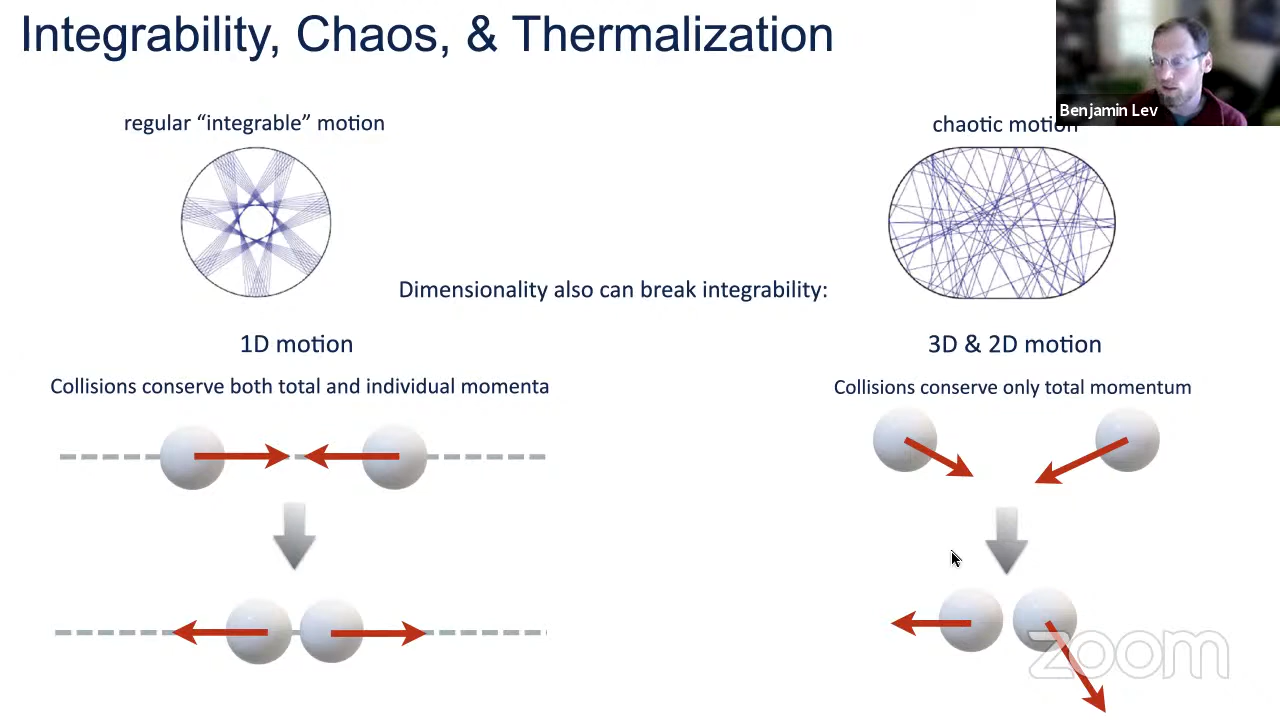 Integrability, Chaos, & Thermalization
Benjamin Lev
regular “integrable” motion
chaotic motion
Dimensionality also can break integrability:
1D motion
3D & 2D motion
Collisions conserve both total and individual momenta
Collisions conserve only total momentum
zoom